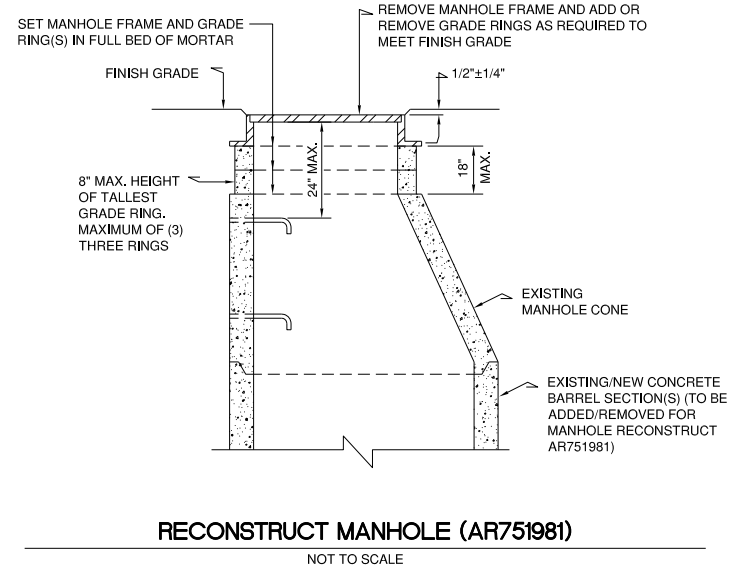 SET MANHOLE FRAME AND GRADE
RING(S) IN FULL BED OF MORTAR
REMOVE MANHOLE FRAME AND ADD OR
REMOVE GRADE RINGS AS REQUIRED TO
MEET FINISH GRADE
FINISH GRADE
1/2"±1/4"
24" MAX.
18"
MAX.
8" MAX. HEIGHT
OF TALLEST
GRADE RING.
MAXIMUM OF (3)
THREE RINGS
EXISTING
MANHOLE CONE
EXISTING/NEW CONCRETE
BARREL SECTION(S) (TO BE
ADDED/REMOVED FOR
MANHOLE RECONSTRUCT
AR751981)
RECONSTRUCT MANHOLE (AR751981)
NOT TO SCALE